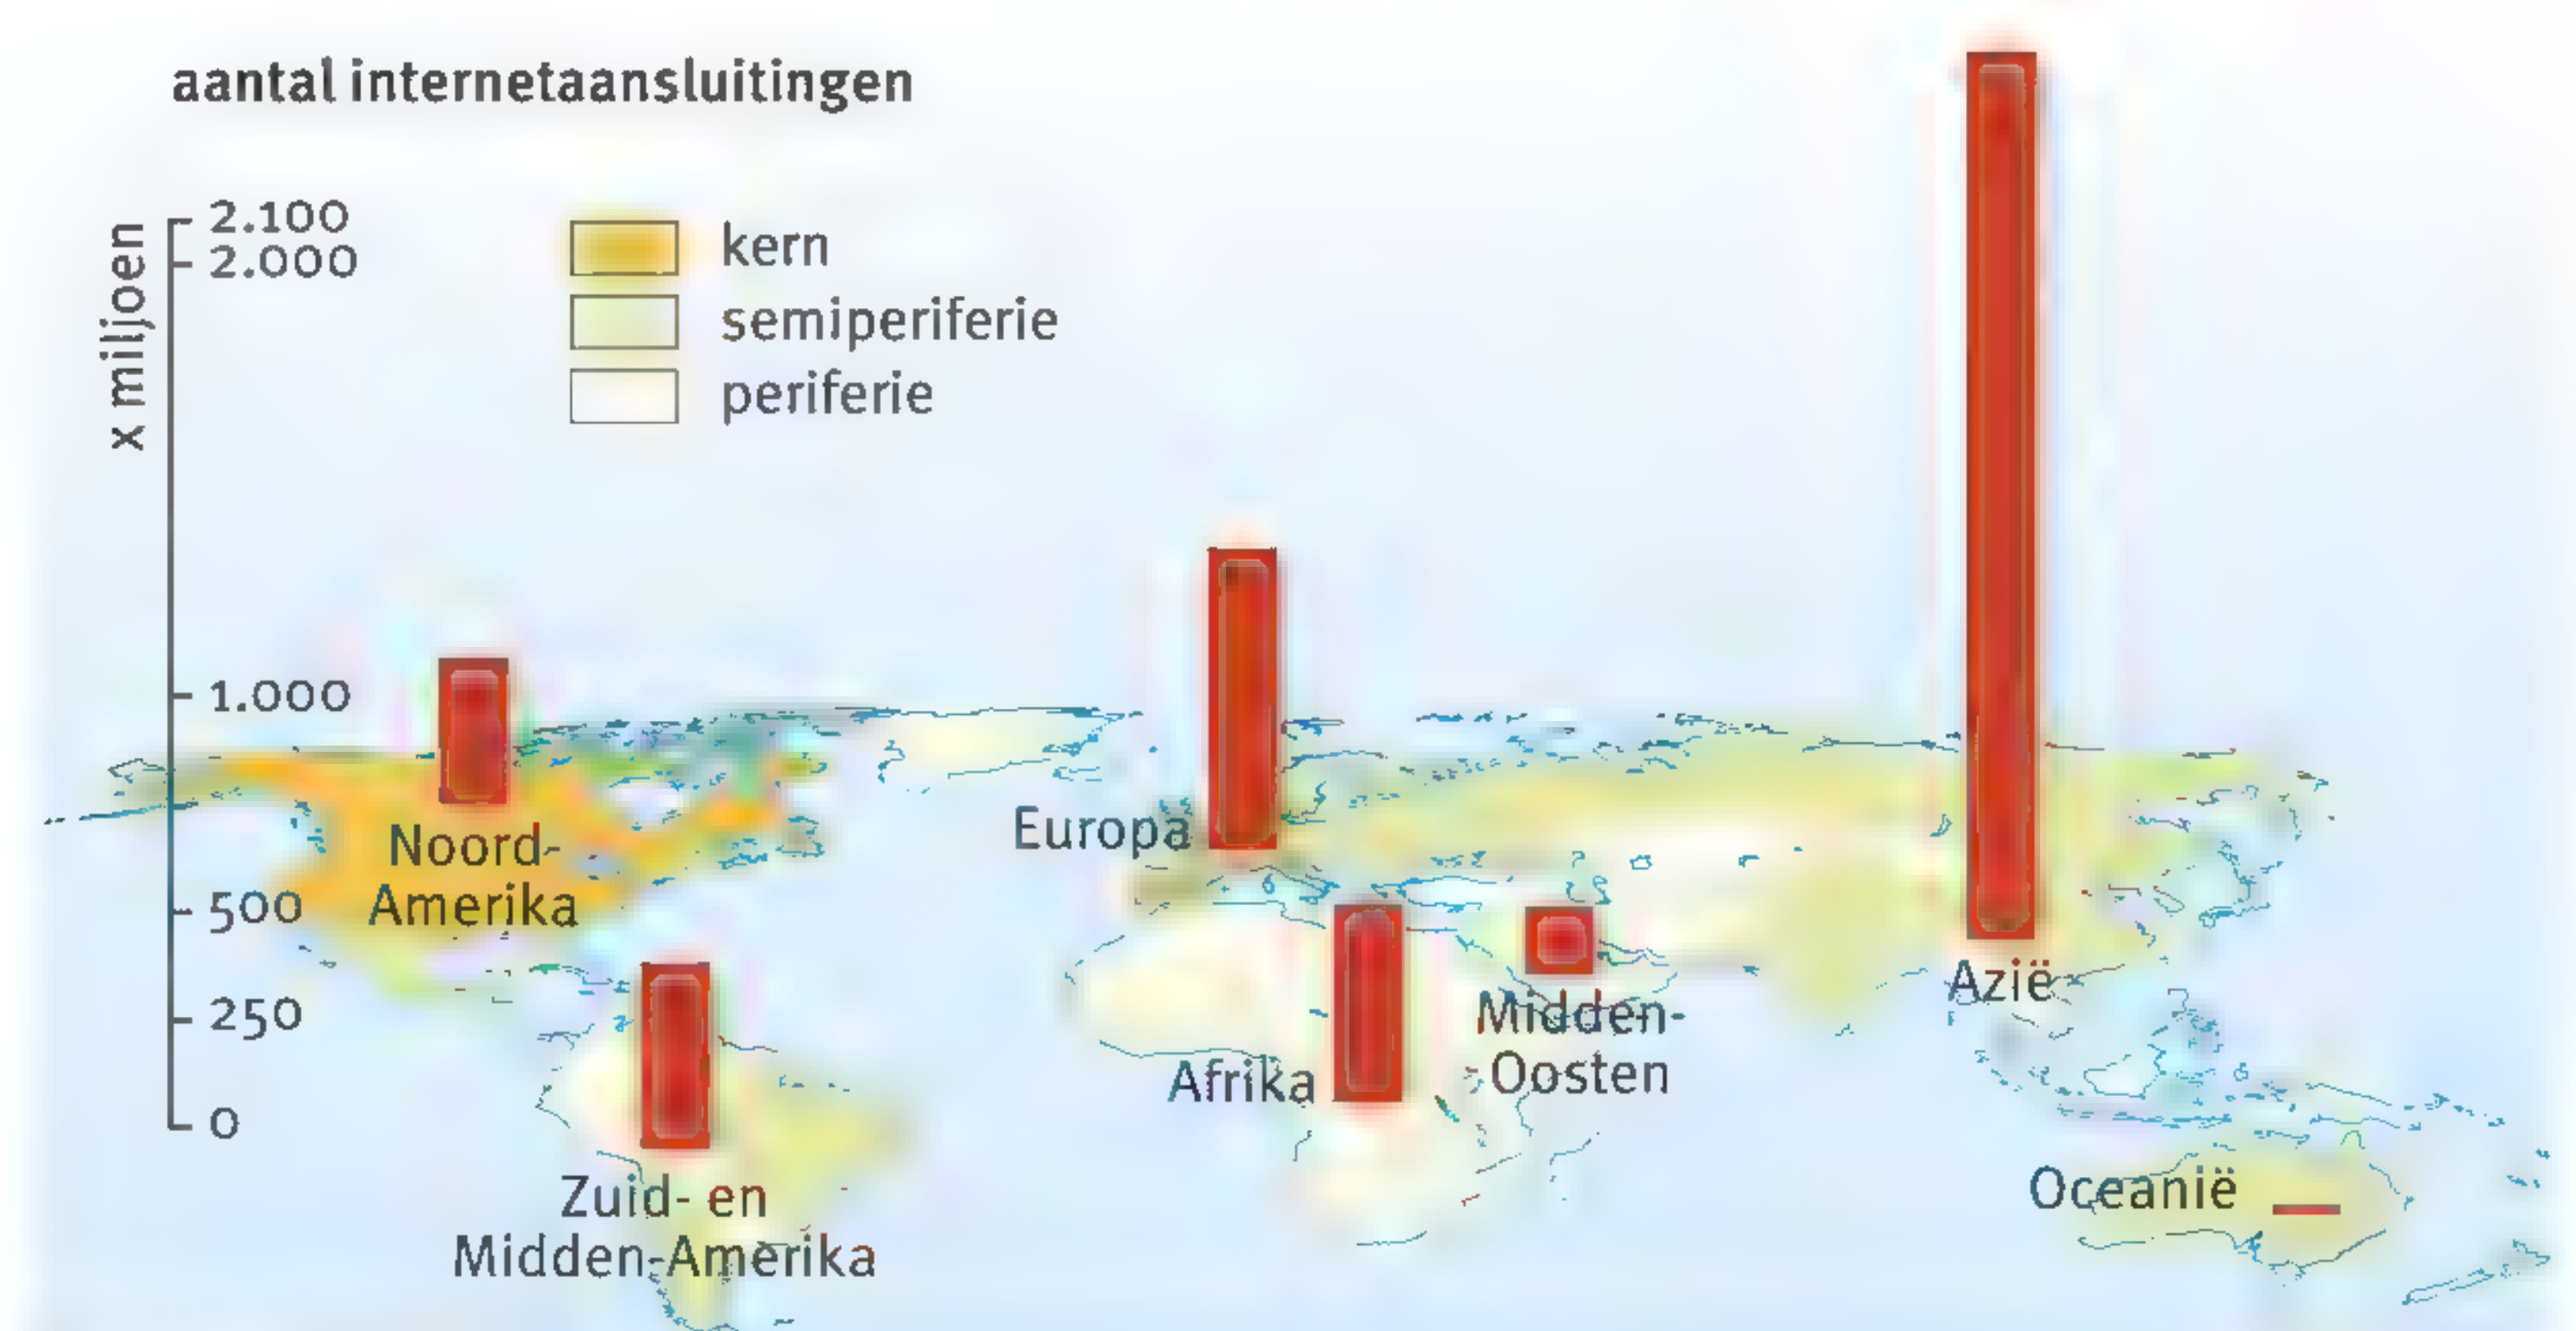 aantal internetaansluitingen
x miljoen
2.100
2.000
1.000
500
250
0
kern
semiperiferie
periferie
Noord-
Amerika
Zuid- en
Midden-Amerika
Europa
Afrika
Midden-
Oosten
Azië
Oceanië